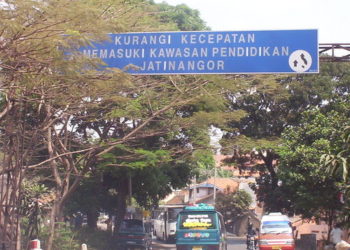 KURANGI KECEPATAN
MEMASUKI KAWASAN PENDIDIKAN
JATINANGOR